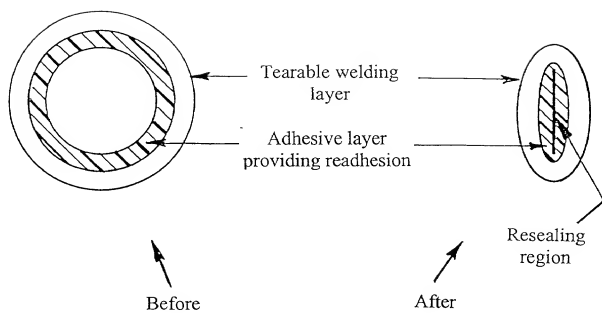 Tearable welding
layer
Adhesive layer
providing readhesion
Resealing
region
Before
After